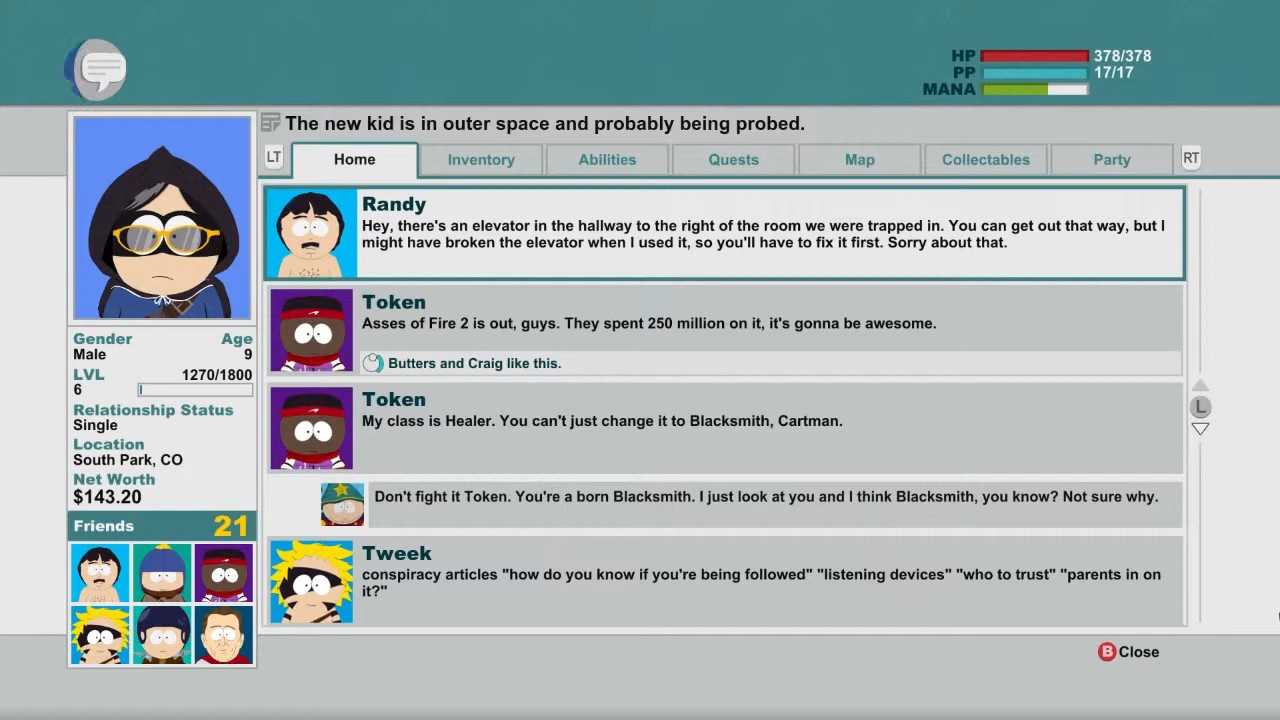 HP 378/378
PP 17/17
MANA
The new kid is in outer space and probably being probed.
LT Home Inventory Abilities Quests Map Collectables Party RT
Gender Age
Male 9
LVL 1270/1800
6
Relationship Status
Single
Location
South Park, CO
Net Worth
$143.20
Friends 21
Randy
Hey, there's an elevator in the hallway to the right of the room we were trapped in. You can get out that way, but I
might have broken the elevator when I used it, so you'll have to fix it first. Sorry about that.
Token
Asses of Fire 2 is out, guys. They spent 250 million on it, it's gonna be awesome.
Butters and Craig like this.
Token
My class is Healer. You can't just change it to Blacksmith, Cartman.
Don't fight it Token. You're a born Blacksmith. I just look at you and I think Blacksmith, you know? Not sure why.
Tweek
conspiracy articles "how do you know if you're being followed" "listening devices" "who to trust" "parents in on
it?"
L
B Close